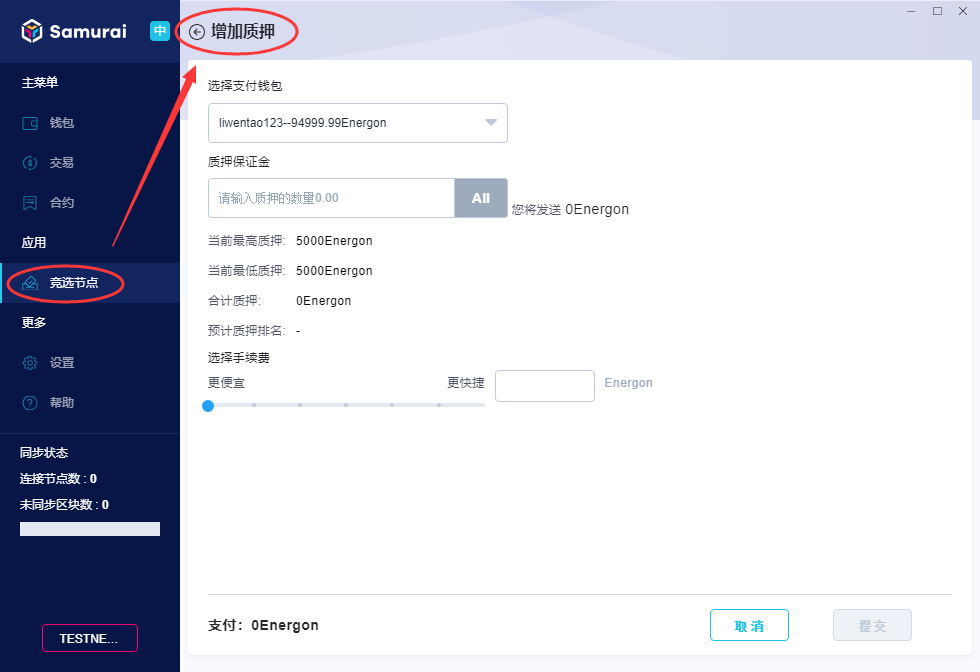 Samurai
中
主菜单
钱包
交易
合约
应用
竞选节点
更多
设置
帮助
同步状态
连接节点数 : 0
未同步区块数 : 0
TESTNE...
增加质押
选择支付钱包
liwentao123--94999.99Energon
质押保证金
请输入质押的数量0.00
All
您将发送 0Energon
当前最高质押: 5000Energon
当前最低质押: 5000Energon
合计质押: 0Energon
预计质押排名: -
选择手续费
更便宜
更快捷
Energon
支付: 0Energon
取 消
提 交